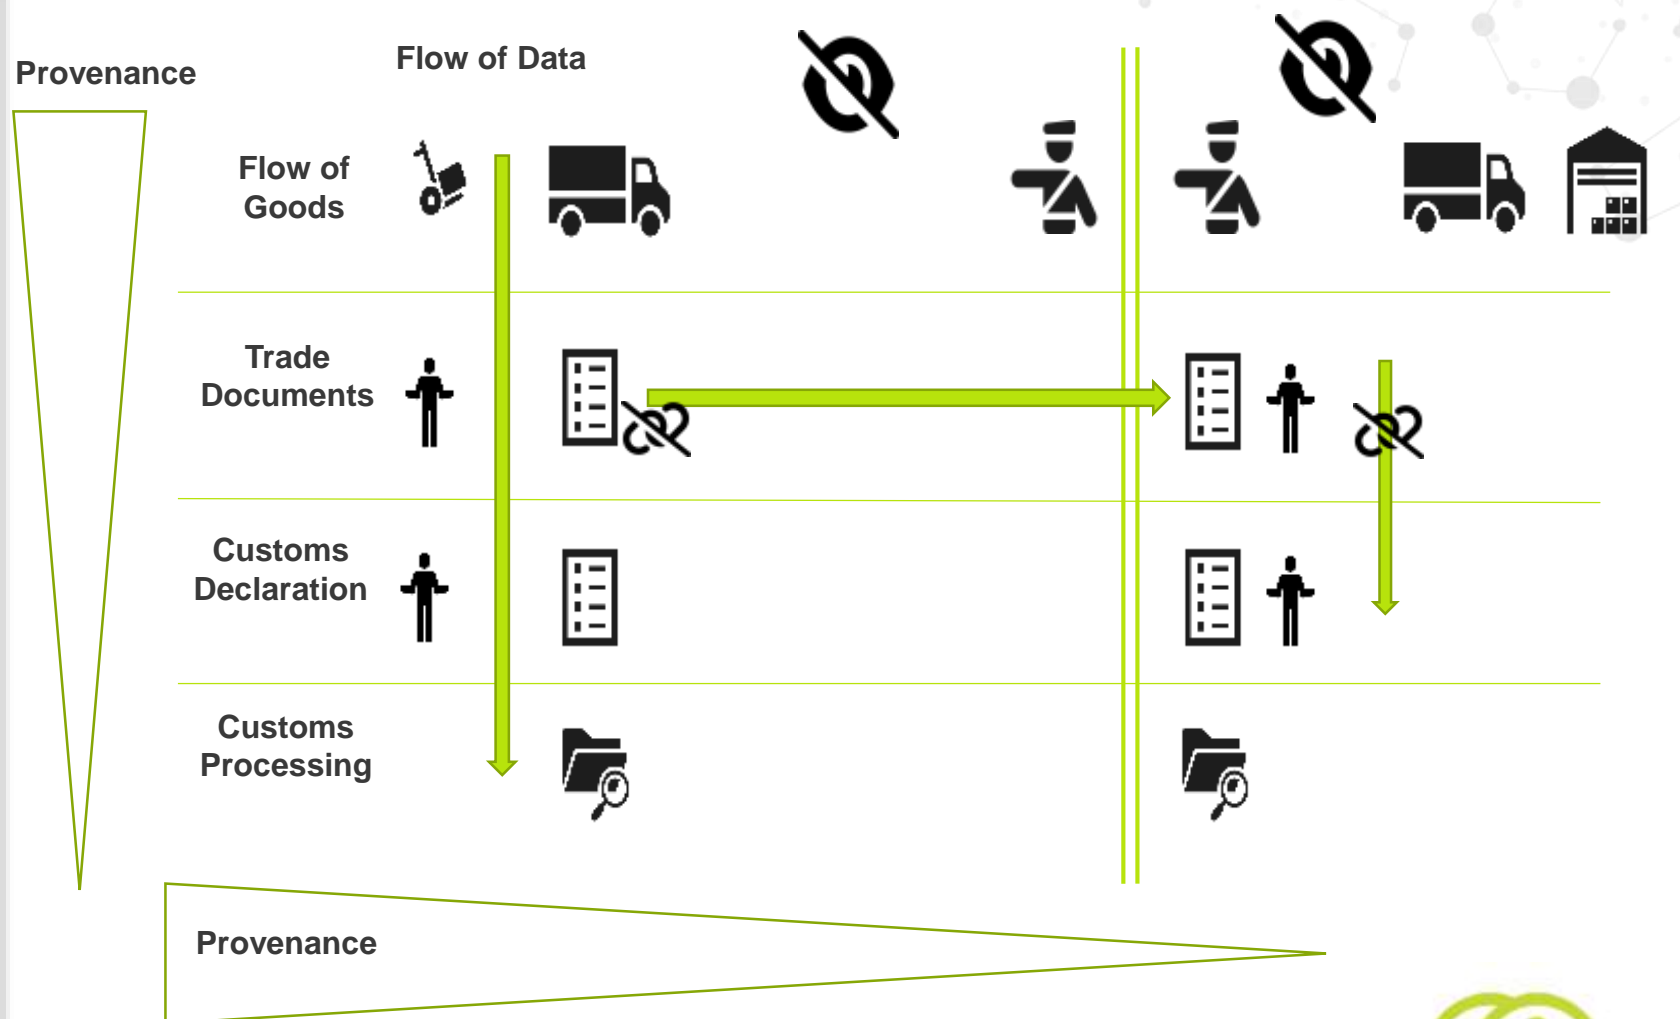 Provenance
Flow of Data
Flow of
Goods
Trade
Documents
Customs
Declaration
Customs
Processing
Provenance